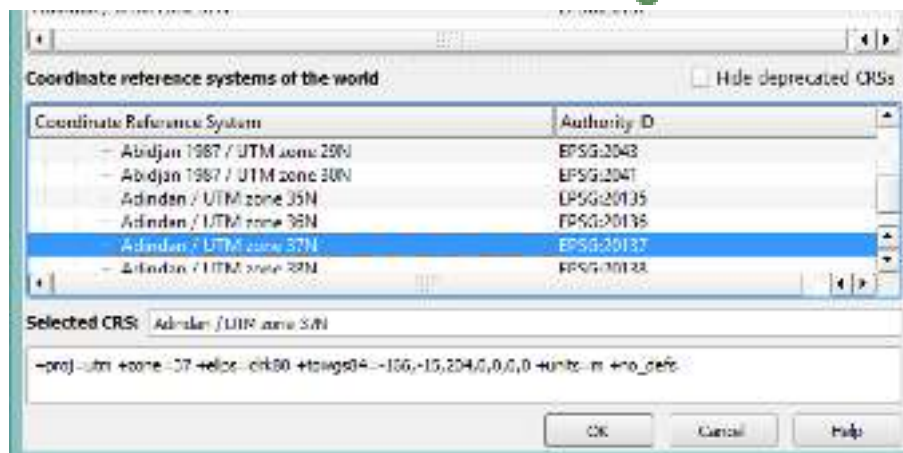 Coordinate reference systems of the world Hide deprecated CRSs
Coordinate Reference System Authority ID
Abidjan 1987 / UTM zone 29N EPSG:2043
Abidjan 1987 / UTM zone 30N EPSG:2041
Adindan / UTM zone 35N EPSG:20135
Adindan / UTM zone 36N EPSG:20136
Adindan / UTM zone 37N EPSG:20137
Adindan / UTM zone 38N EPSG:20138
Selected CRS: Adindan / UTM zone 37N
+proj=utm +zone=37 +ellps=clrk80 +towgs84=-166,-15,204,0,0,0,0 +units=m +no_defs
OK Cancel Help